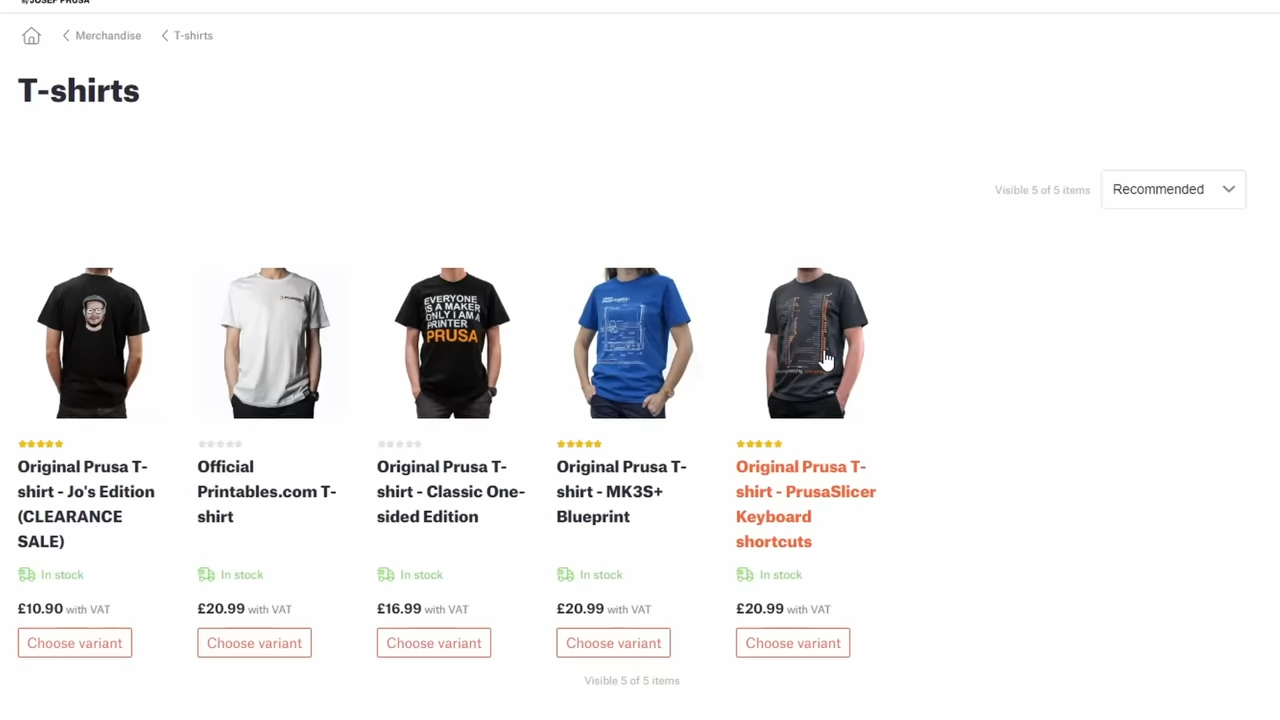 by JOSEF PRUSA
Merchandise
T-shirts
T-shirts
Visible 5 of 5 items
Recommended
EVERYONE
IS A MAKER
ONLY I AM A
PRINTER
PRUSA
Original Prusa T-
shirt - Jo's Edition
(CLEARANCE
SALE)
In stock
£10.90 with VAT
Choose variant
Official
Printables.com T-
shirt
In stock
£20.99 with VAT
Choose variant
Original Prusa T-
shirt - Classic One-
sided Edition
In stock
£16.99 with VAT
Choose variant
Original Prusa T-
shirt - MK3S+
Blueprint
In stock
£20.99 with VAT
Choose variant
Original Prusa T-
shirt - PrusaSlicer
Keyboard
shortcuts
In stock
£20.99 with VAT
Choose variant
Visible 5 of 5 items